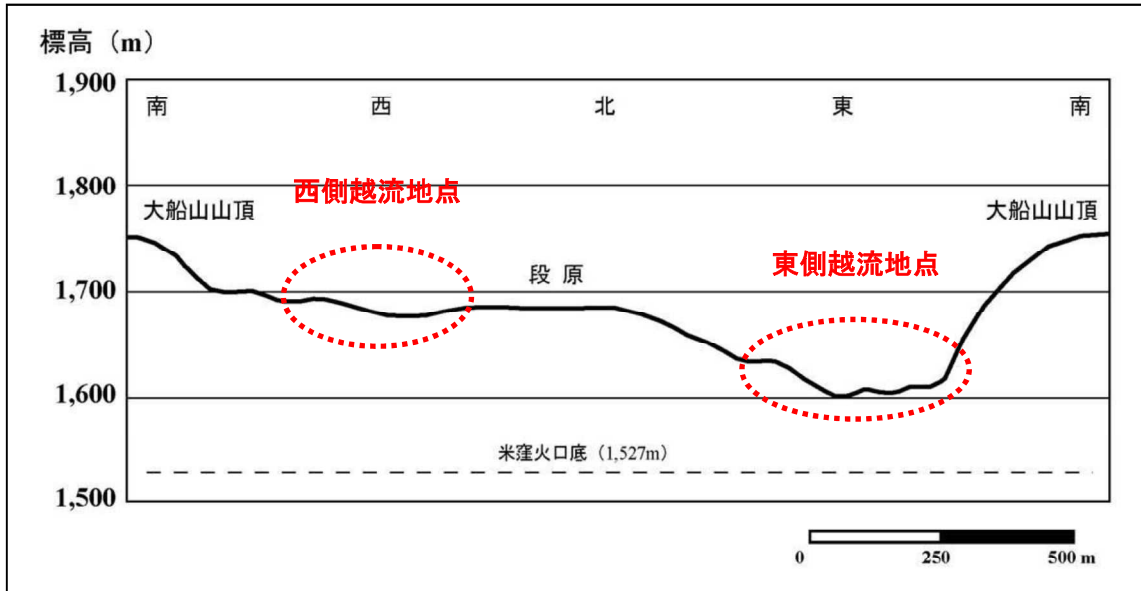 標高（m）
1,900
南 西 北 東 南
1,800
西側越流地点
大船山山頂 大船山山頂
東側越流地点
段 原
1,700
1,600
米窪火口底（1,527m）
1,500
0 250 500 m